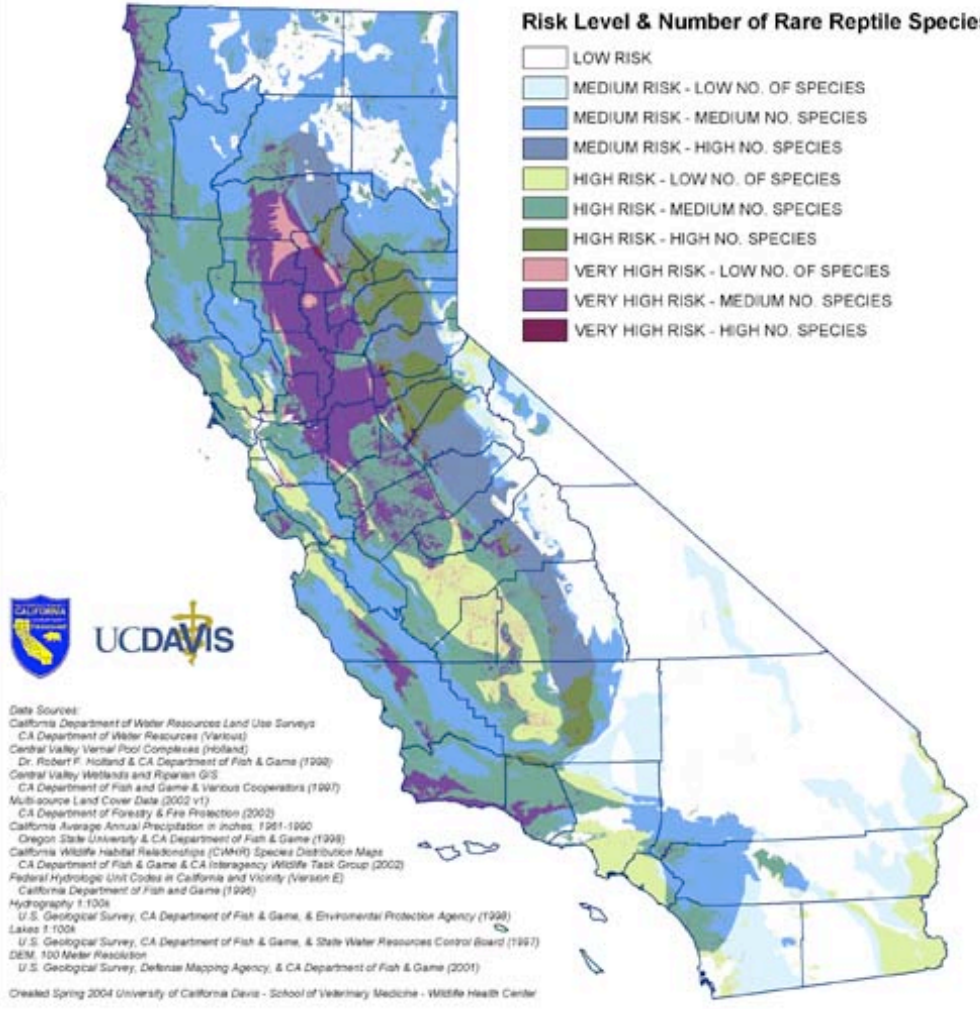 Risk Level & Number of Rare Reptile Specie
LOW RISK
MEDIUM RISK - LOW NO. OF SPECIES
MEDIUM RISK - MEDIUM NO. SPECIES
MEDIUM RISK - HIGH NO. SPECIES
HIGH RISK - LOW NO. OF SPECIES
HIGH RISK - MEDIUM NO. SPECIES
HIGH RISK - HIGH NO. SPECIES
VERY HIGH RISK - LOW NO. OF SPECIES
VERY HIGH RISK - MEDIUM NO. SPECIES
VERY HIGH RISK - HIGH NO. SPECIES
CALIFORNIA
UCDAVIS
Data Sources:
California Department of Water Resources Land Use Surveys
CA Department of Water Resources (Various)
Central Valley Vernal Pool Complexes (Holland)
Dr. Robert F. Holland & CA Department of Fish & Game (1998)
Central Valley Wetlands and Riparian GIS
CA Department of Fish and Game & Various Cooperators (1997)
Multi-source Land Cover Data (2002 v1)
CA Department of Forestry & Fire Protection (2002)
California Average Annual Precipitation in inches, 1961-1990
Oregon State University & CA Department of Fish & Game (1998)
California Wildlife Habitat Relationships (CWHR) Species Distribution Maps
CA Department of Fish & Game & CA Interagency Wildlife Task Group (2002)
Federal Hydrologic Unit Codes in California and Vicinity (Version E)
California Department of Fish and Game (1996)
Hydrography 1:100k
U.S. Geological Survey, CA Department of Fish & Game, & Enviromental Protection Agency (1998)
Lakes 1:100k
U.S. Geological Survey, CA Department of Fish & Game, & State Water Resources Control Board (1997)
DEM, 100 Meter Resolution
U.S. Geological Survey, Defense Mapping Agency, & CA Department of Fish & Game (2001)
Created Spring 2004 University of California Davis - School of Veterinary Medicine - Wildlife Health Center